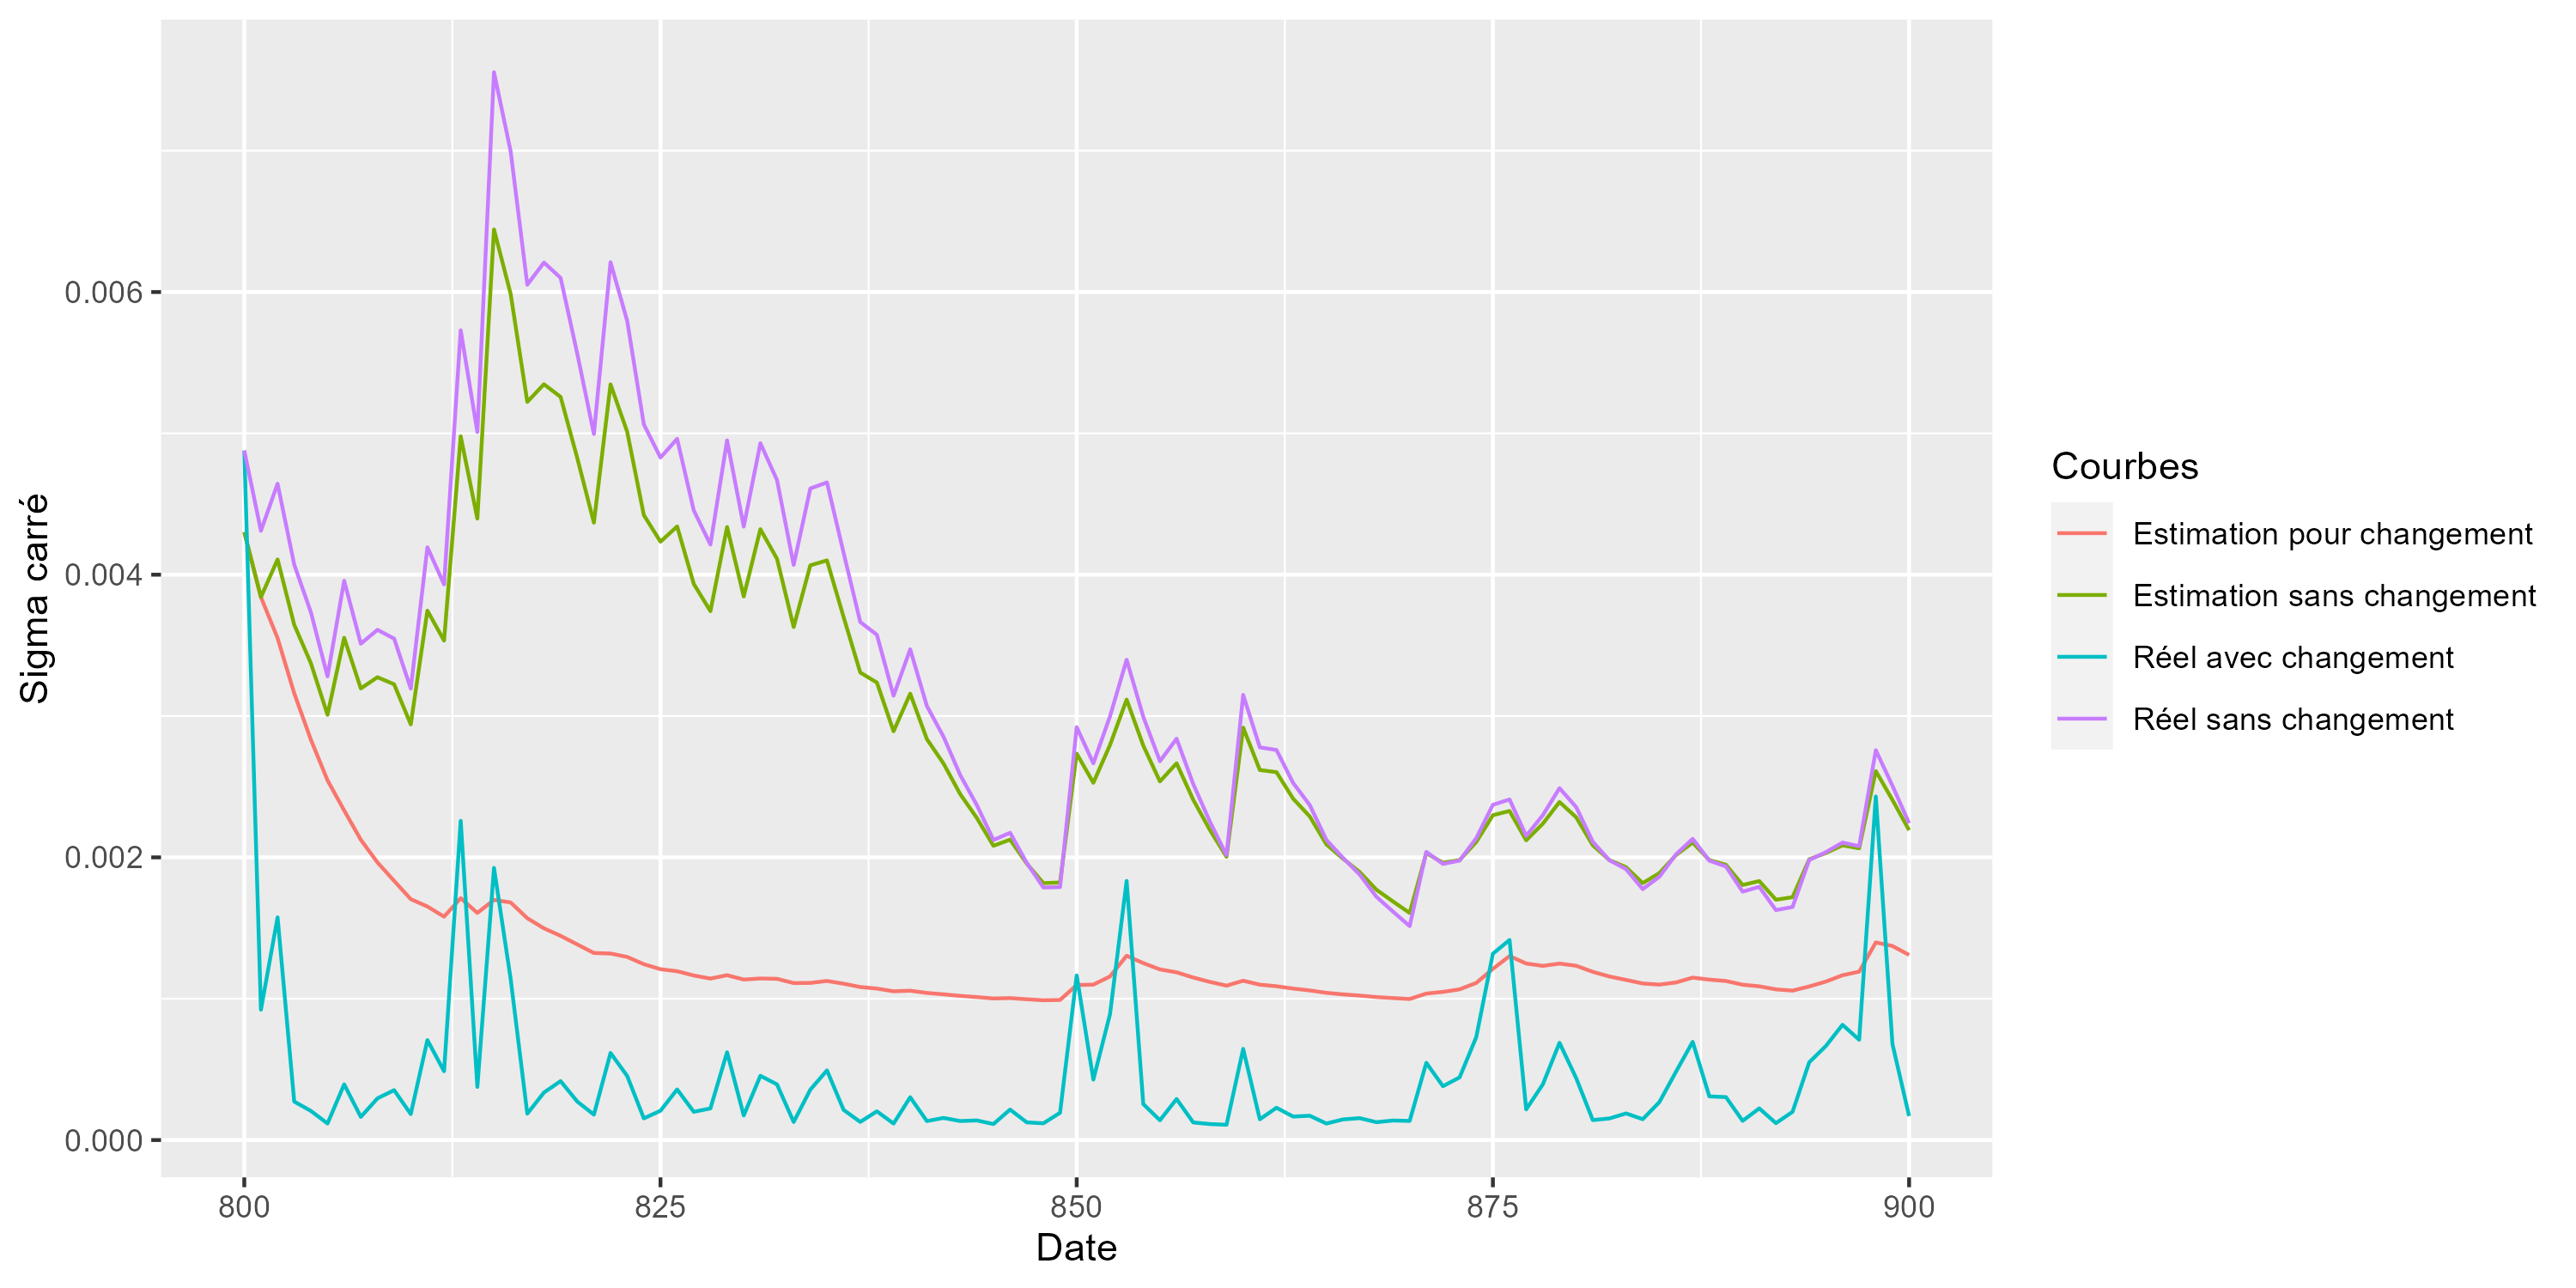 Sigma carré
0.006
0.004
0.002
0.000
800 825 850 875 900
Date
Courbes
Estimation pour changement
Estimation sans changement
Réel avec changement
Réel sans changement